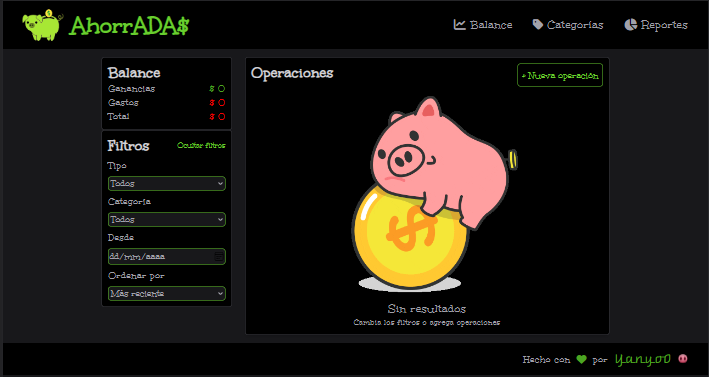 AhorrADA$
Balance
Categorías
Reportes
Balance
Ganancias $ 0
Gastos $ 0
Total $ 0
Filtros Ocultar filtros
Tipo
Todos
Categoría
Todos
Desde
dd/mm/aaaa
Ordenar por
Más reciente
Operaciones
+ Nueva operación
$
Sin resultados
Cambia los filtros o agrega operaciones
Hecho con por Yanyoo